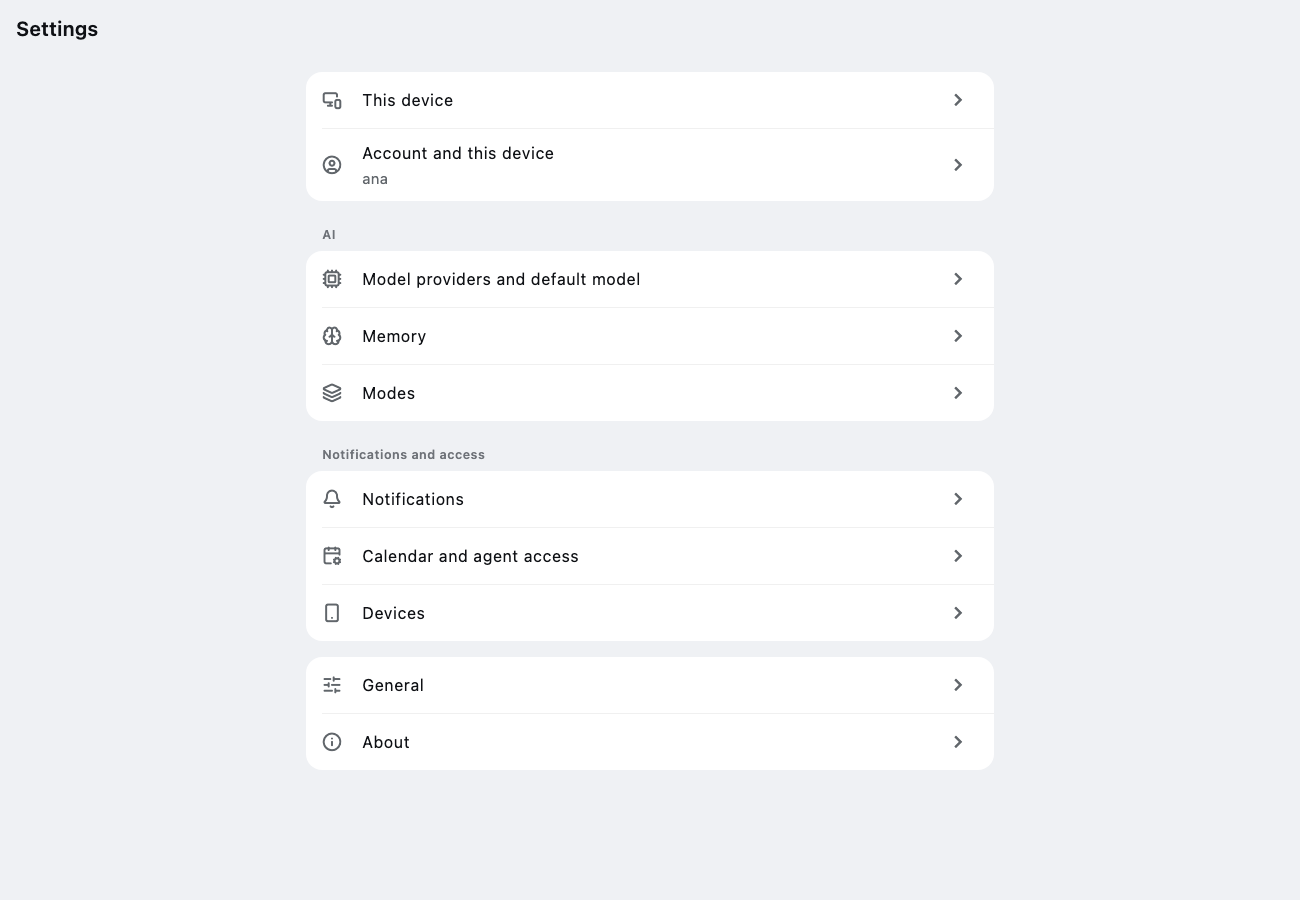 Settings
This device
Account and this device
ana
AI
Model providers and default model
Memory
Modes
Notifications and access
Notifications
Calendar and agent access
Devices
General
About